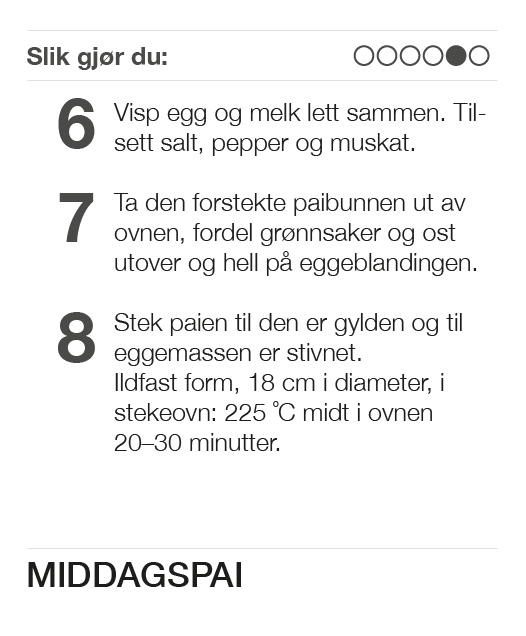 Slik gjør du:
6 Visp egg og melk lett sammen. Til-
sett salt, pepper og muskat.
7 Ta den forstekte paibunnen ut av
ovnen, fordel grønnsaker og ost
utover og hell på eggeblandingen.
8 Stek paien til den er gylden og til
eggemassen er stivnet.
Ildfast form, 18 cm i diameter, i
stekeovn: 225 °C midt i ovnen
20–30 minutter.
MIDDAGSPAI